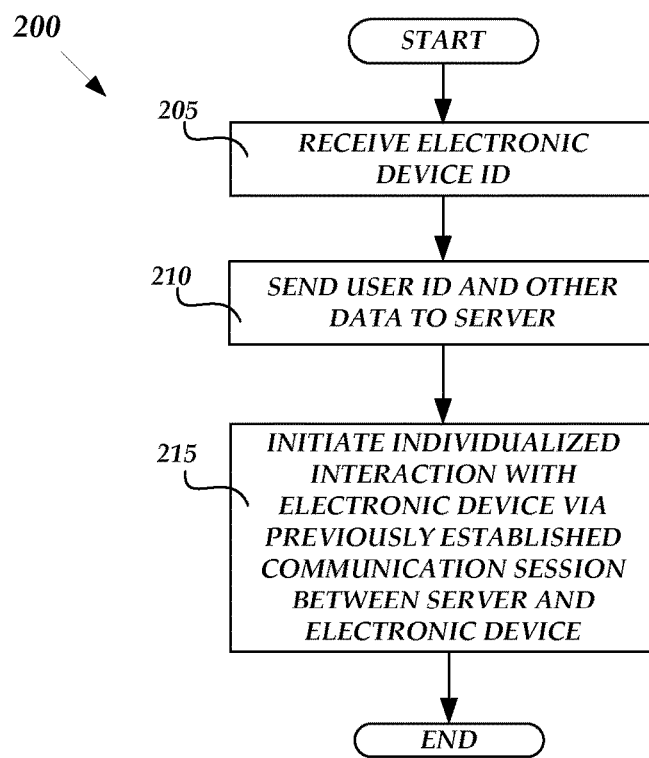 200
START
205
RECEIVE ELECTRONIC
DEVICE ID
210
SEND USER ID AND OTHER
DATA TO SERVER
215
INITIATE INDIVIDUALIZED
INTERACTION WITH
ELECTRONIC DEVICE VIA
PREVIOUSLY ESTABLISHED
COMMUNICATION SESSION
BETWEEN SERVER AND
ELECTRONIC DEVICE
END